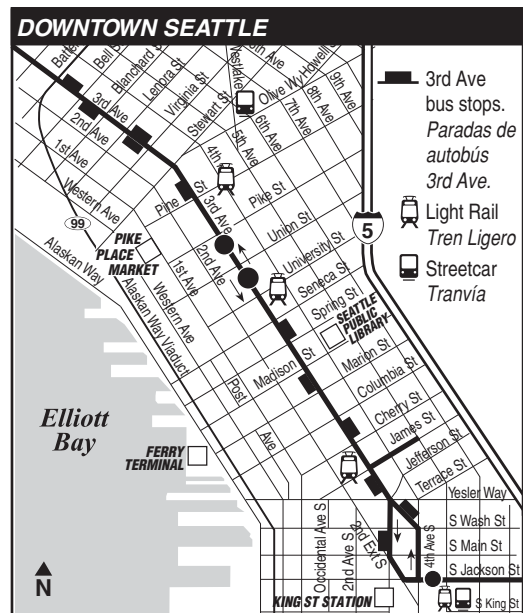 DOWNTOWN SEATTLE
Bell St
Blanchard St
Lenora St
Virginia St
Stewart St
Westlake
Olive Wy
Howell St
9th Ave
8th Ave
7th Ave
6th Ave
5th Ave
4th
3rd Ave
2nd Ave
1st Ave
Western Ave
99
Alaskan Way
3rd Ave
bus stops.
Paradas de
autobús
3rd Ave.
Light Rail
Tren Ligero
Streetcar
Tranvía
5
Pine St
Pike St
Union St
University St
Seneca St
Spring St
3rd Ave
2nd Ave
1st Ave
PIKE
PLACE
MARKET
Western Ave
Alaskan Way Viaduct
SEATTLE
PUBLIC
LIBRARY
Madison St
Marion St
Columbia St
Cherry St
James St
Jefferson St
Terrace St
Post
Ave
Elliott
Bay
FERRY
TERMINAL
Yesler Way
S Wash St
S Main St
S Jackson St
S King St
Occidental Ave S
2nd Ave S
2nd Ext S
4th Ave S
N
KING ST STATION